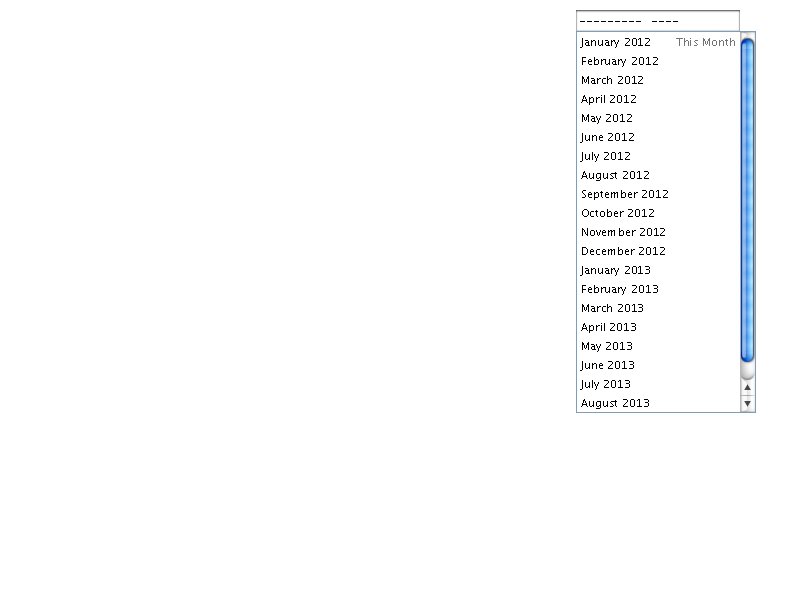 --------- ----
January 2012 This Month
February 2012
March 2012
April 2012
May 2012
June 2012
July 2012
August 2012
September 2012
October 2012
November 2012
December 2012
January 2013
February 2013
March 2013
April 2013
May 2013
June 2013
July 2013
August 2013